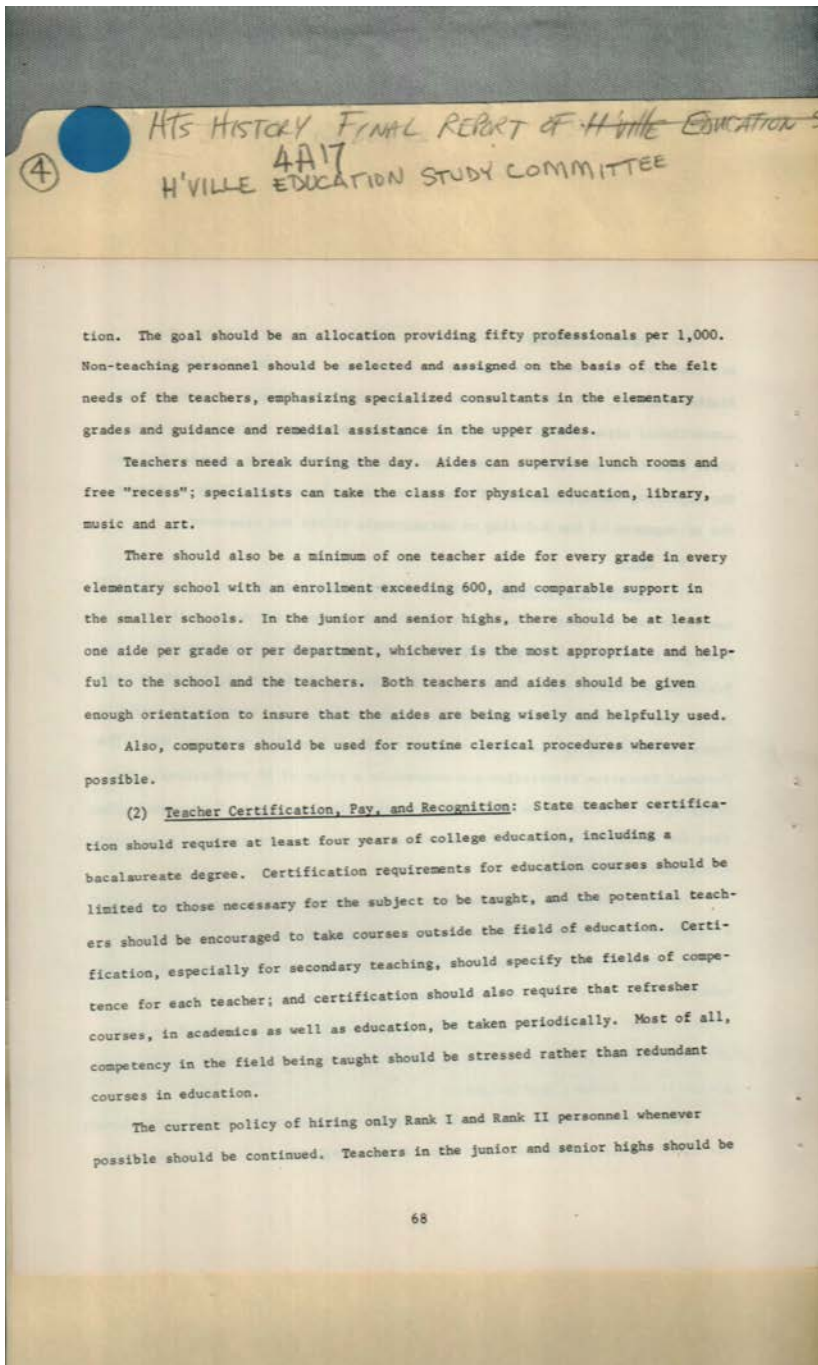 HTS HISTORY FINAL REPORT OF H'VILLE EDUCATION
4A17
④ H'VILLE EDUCATION STUDY COMMITTEE
tion. The goal should be an allocation providing fifty professionals per 1,000.
Non-teaching personnel should be selected and assigned on the basis of the felt
needs of the teachers, emphasizing specialized consultants in the elementary
grades and guidance and remedial assistance in the upper grades.
Teachers need a break during the day. Aides can supervise lunch rooms and
free "recess"; specialists can take the class for physical education, library,
music and art.
There should also be a minimum of one teacher aide for every grade in every
elementary school with an enrollment exceeding 600, and comparable support in
the smaller schools. In the junior and senior highs, there should be at least
one aide per grade or per department, whichever is the most appropriate and help-
ful to the school and the teachers. Both teachers and aides should be given
enough orientation to insure that the aides are being wisely and helpfully used.
Also, computers should be used for routine clerical procedures wherever
possible.
(2) Teacher Certification, Pay, and Recognition: State teacher certifica-
tion should require at least four years of college education, including a
bacalaureate degree. Certification requirements for education courses should be
limited to those necessary for the subject to be taught, and the potential teach-
ers should be encouraged to take courses outside the field of education. Certi-
fication, especially for secondary teaching, should specify the fields of compe-
tence for each teacher; and certification should also require that refresher
courses, in academics as well as education, be taken periodically. Most of all,
competency in the field being taught should be stressed rather than redundant
courses in education.
The current policy of hiring only Rank I and Rank II personnel whenever
possible should be continued. Teachers in the junior and senior highs should be
68